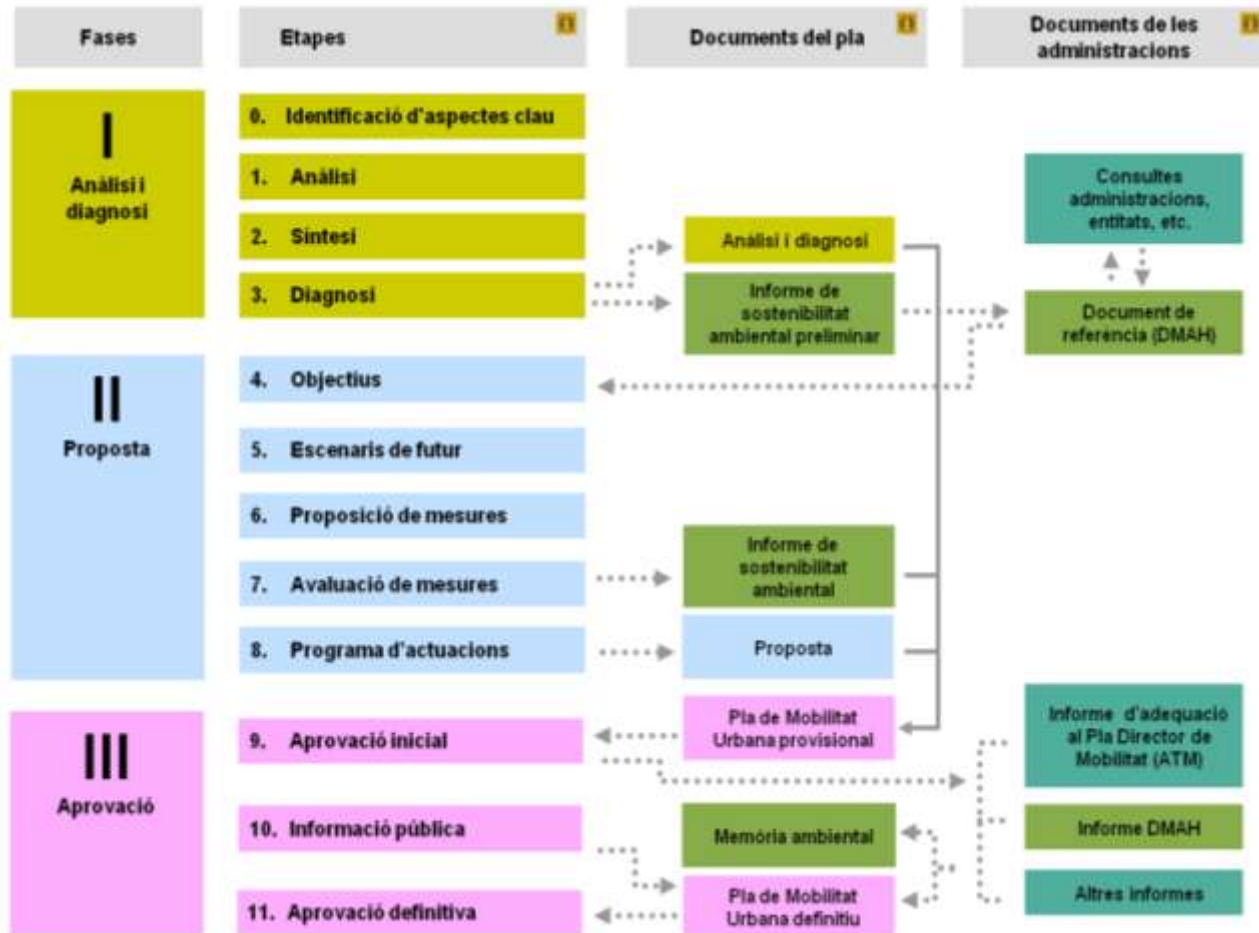 Fases
Etapes
Documents del pla
Documents de les
administracions
I
Anàlisi i
diagnosi
0. Identificació d'aspectes clau
1. Anàlisi
2. Síntesi
3. Diagnosi
Anàlisi i diagnosi
Informe de
sostenibilitat
ambiental preliminar
Consultes
administracions,
entitats, etc.
Document de
referència (DMAH)
II
Proposta
4. Objectius
5. Escenaris de futur
6. Proposició de mesures
7. Avaluació de mesures
8. Programa d'actuacions
Informe de
sostenibilitat
ambiental
Proposta
III
Aprovació
9. Aprovació inicial
10. Informació pública
11. Aprovació definitiva
Pla de Mobilitat
Urbana provisional
Memòria ambiental
Pla de Mobilitat
Urbana definitiu
Informe d'adequació
al Pla Director de
Mobilitat (ATM)
Informe DMAH
Altres informes